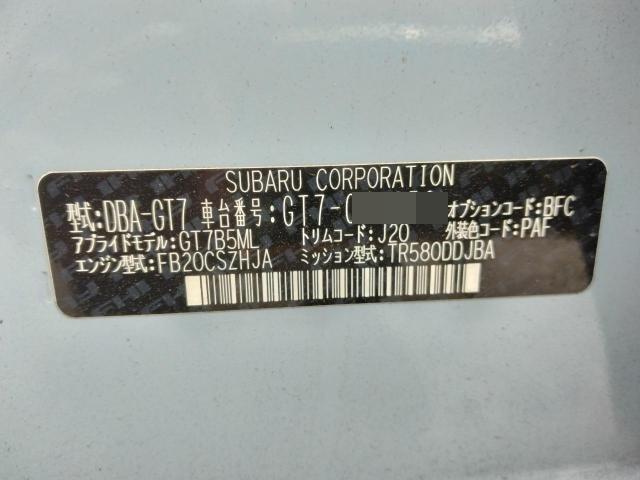 SUBARU CORPORATION
型式:DBA-GT7 車台番号:GT7- オプションコード:BFC
アプライドモデル:GT7B5ML トリムコード:J20 外装色コード:PAF
エンジン型式:FB20CSZHJA ミッション型式:TR580DDJBA